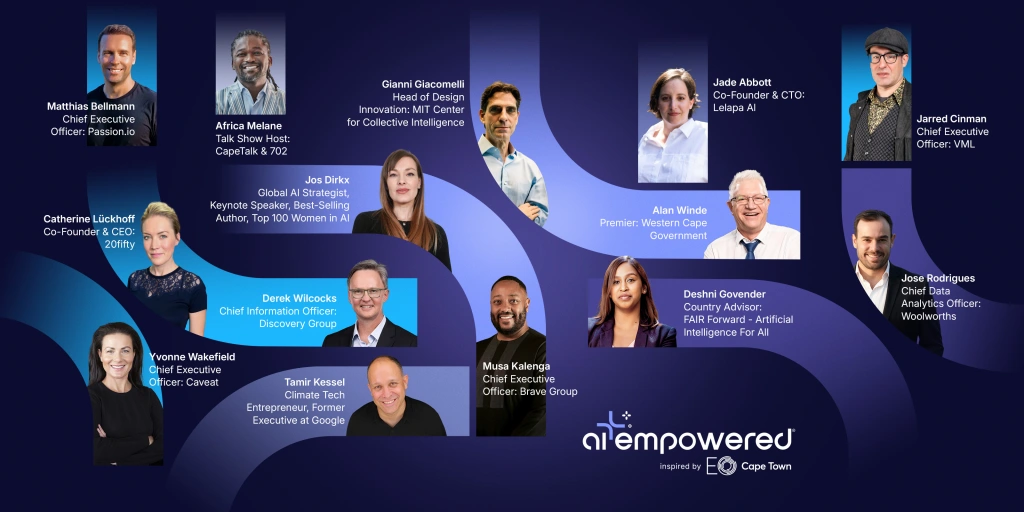 Matthias Bellmann
Chief Executive
Officer: Passion.io
Africa Melane
Talk Show Host:
CapeTalk & 702
Gianni Giacomelli
Head of Design
Innovation: MIT Center
for Collective Intelligence
Jade Abbott
Co-Founder & CTO:
Lelapa AI
Jarred Cinman
Chief Executive
Officer: VML
Jos Dirkx
Global AI Strategist,
Keynote Speaker, Best-Selling
Author, Top 100 Women in AI
Catherine Lückhoff
Co-Founder & CEO:
20fifty
Alan Winde
Premier: Western Cape
Government
Derek Wilcocks
Chief Information Officer:
Discovery Group
Deshni Govender
Country Advisor:
FAIR Forward - Artificial
Intelligence For All
Jose Rodrigues
Chief Data
Analytics Officer:
Woolworths
Yvonne Wakefield
Chief Executive
Officer: Caveat
Tamir Kessel
Climate Tech
Entrepreneur, Former
Executive at Google
Musa Kalenga
Chief Executive
Officer: Brave Group
ai empowered
inspired by EO Cape Town